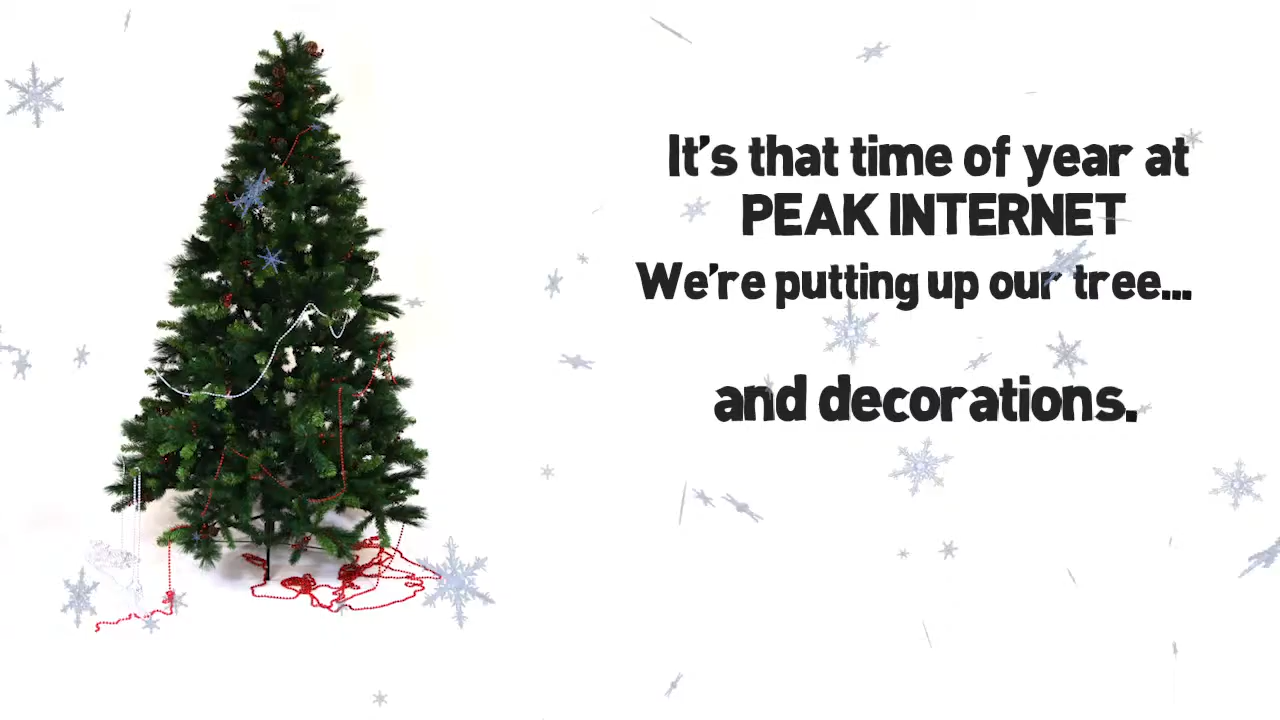 It's that time of year at
PEAK INTERNET
We're putting up our tree...
and decorations.